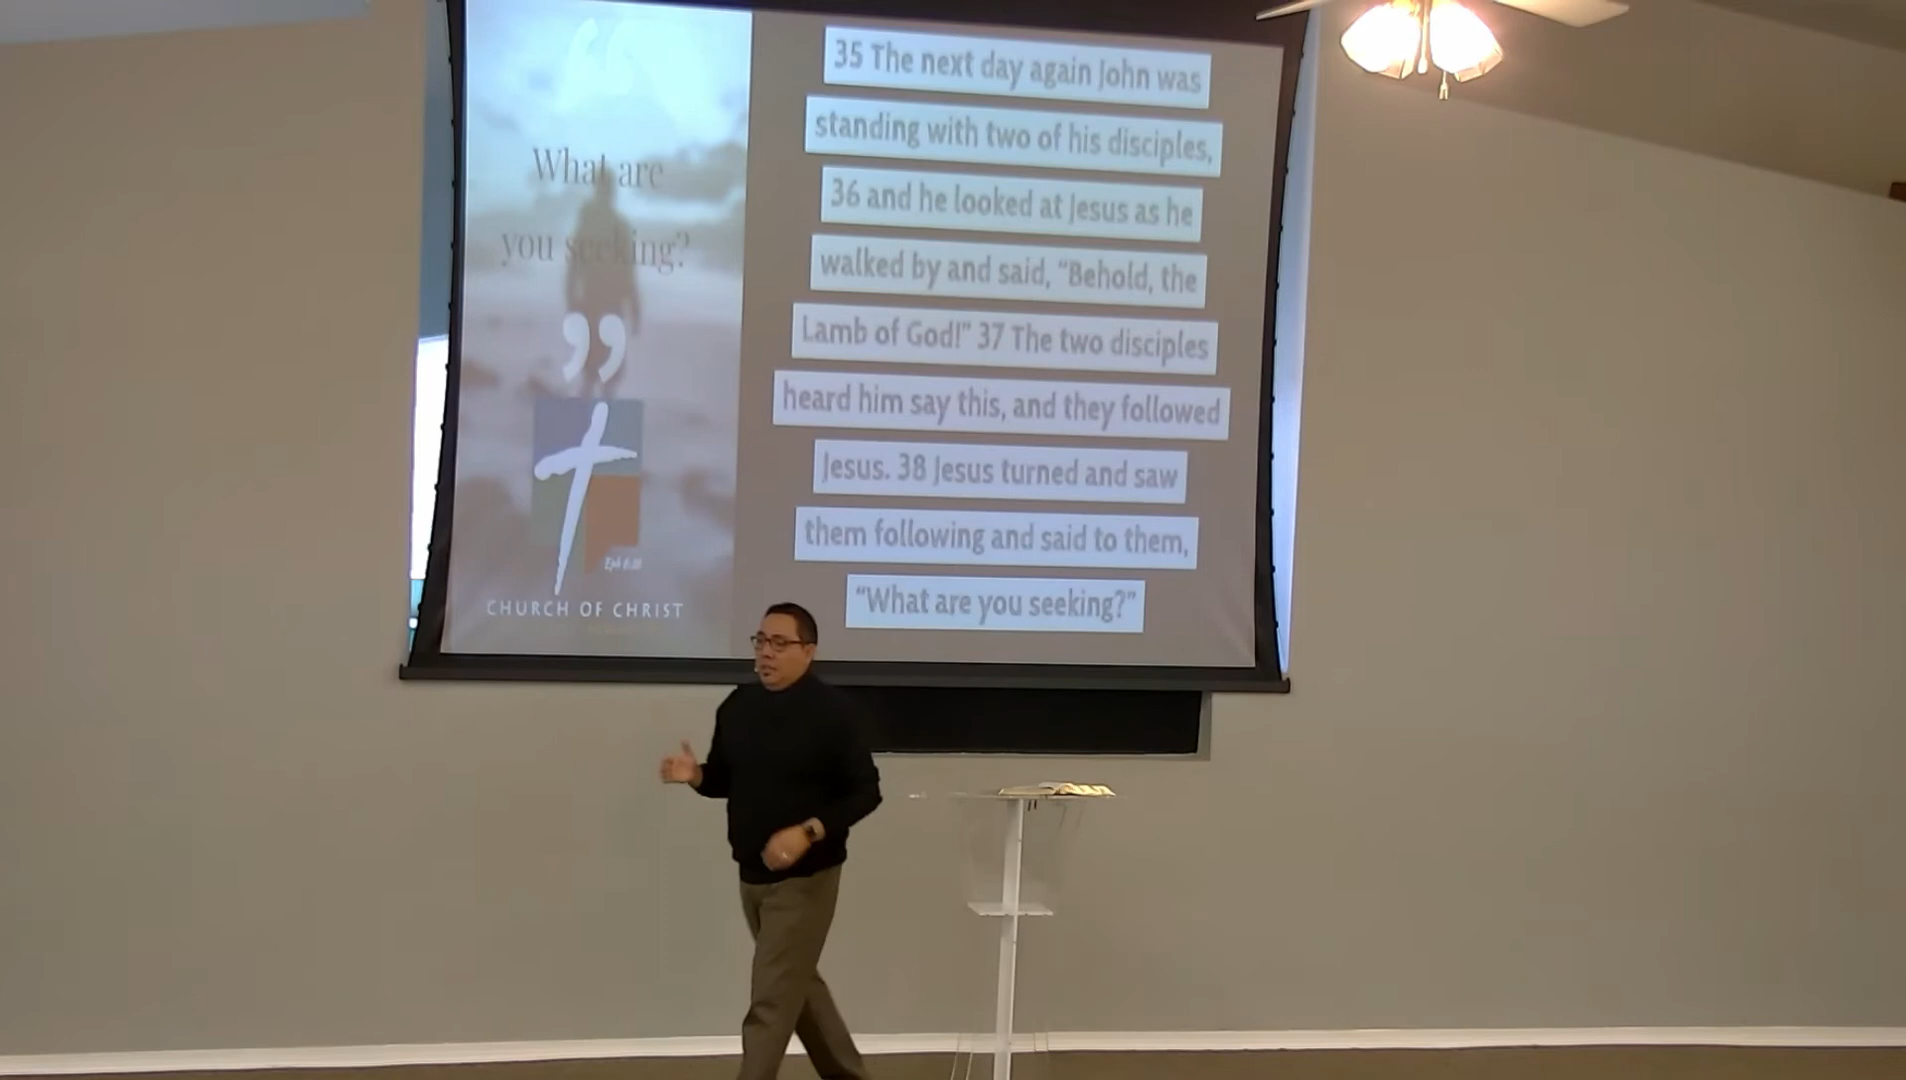 “
What are
you seeking?
”
Eph 6:18
CHURCH OF CHRIST
35 The next day again John was
standing with two of his disciples,
36 and he looked at Jesus as he
walked by and said, “Behold, the
Lamb of God!” 37 The two disciples
heard him say this, and they followed
Jesus. 38 Jesus turned and saw
them following and said to them,
“What are you seeking?”